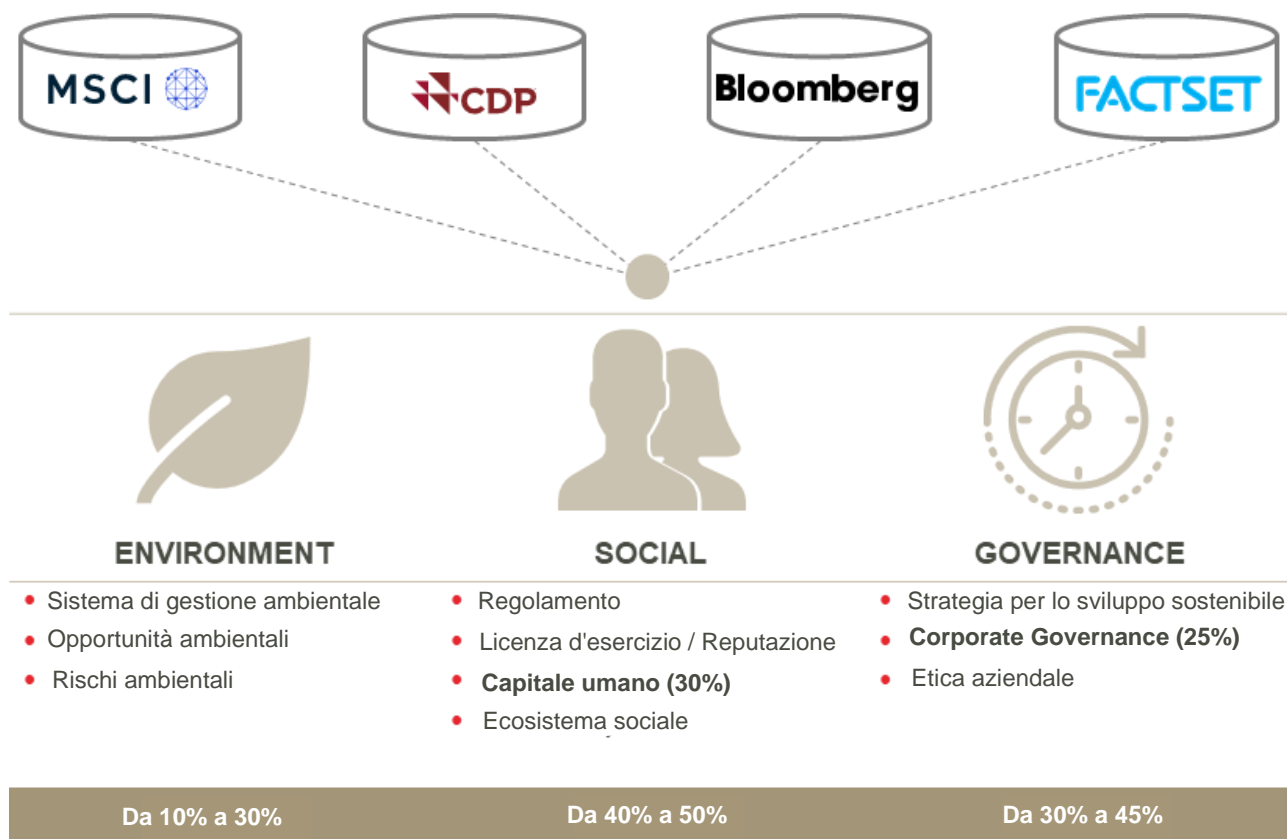 MSCI
CDP
Bloomberg
FACTSET
ENVIRONMENT
SOCIAL
GOVERNANCE
Sistema di gestione ambientale
Opportunità ambientali
Rischi ambientali
Regolamento
Licenza d'esercizio / Reputazione
Capitale umano (30%)
Ecosistema sociale
Strategia per lo sviluppo sostenibile
Corporate Governance (25%)
Etica aziendale
Da 10% a 30%
Da 40% a 50%
Da 30% a 45%